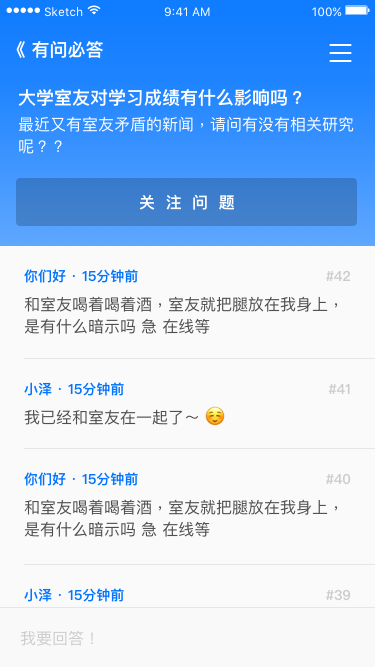 Sketch 9:41 AM 100%
《 有问必答
大学室友对学习成绩有什么影响吗？
最近又有室友矛盾的新闻，请问有没有相关研究
呢？？
关注问题
你们好 · 15分钟前 #42
和室友喝着喝着酒，室友就把腿放在我身上，
是有什么暗示吗 急 在线等
小泽 · 15分钟前 #41
我已经和室友在一起了～ ☺️
你们好 · 15分钟前 #40
和室友喝着喝着酒，室友就把腿放在我身上，
是有什么暗示吗 急 在线等
小泽 · 15分钟前 #39
我要回答！